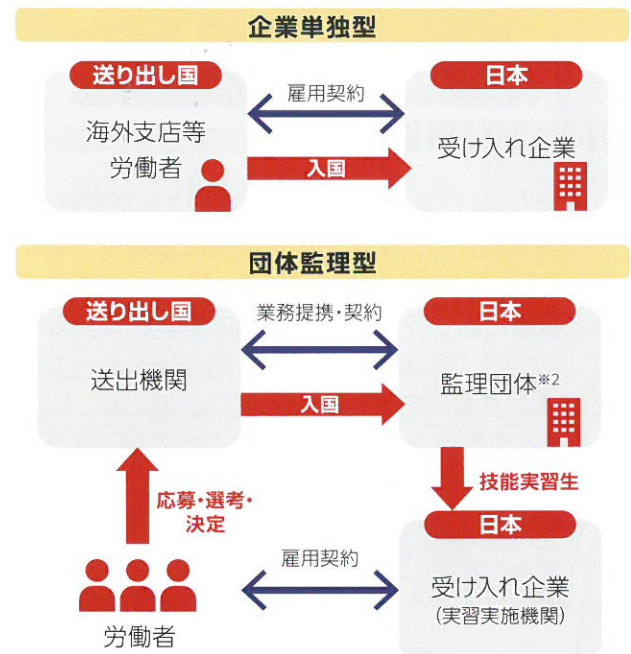 企業単独型
送り出し国
日本
雇用契約
海外支店等
労働者
受け入れ企業
入国
団体監理型
送り出し国
日本
業務提携・契約
送出機関
監理団体※2
入国
技能実習生
応募・選考・
決定
日本
雇用契約
受け入れ企業
(実習実施機関)
労働者